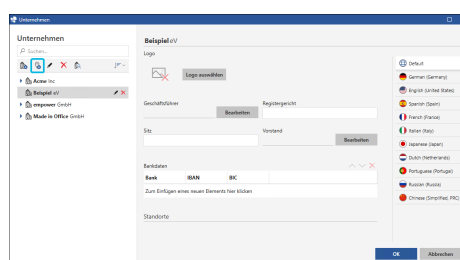 Unternehmen
Unternehmen
Suchen...
Acme Inc
Beispiel eV
empower GmbH
Made in Office GmbH
Beispiel eV
Logo
Logo auswählen
Geschäftsführer
Bearbeiten
Registergericht
Sitz
Vorstand
Bearbeiten
Bankdaten
Bank IBAN BIC
Zum Einfügen eines neuen Elements hier klicken
Standorte
Default
German (Germany)
English (United States)
Spanish (Spain)
French (France)
Italian (Italy)
Japanese (Japan)
Dutch (Netherlands)
Portuguese (Portugal)
Russian (Russia)
Chinese (Simplified, PRC)
OK Abbrechen